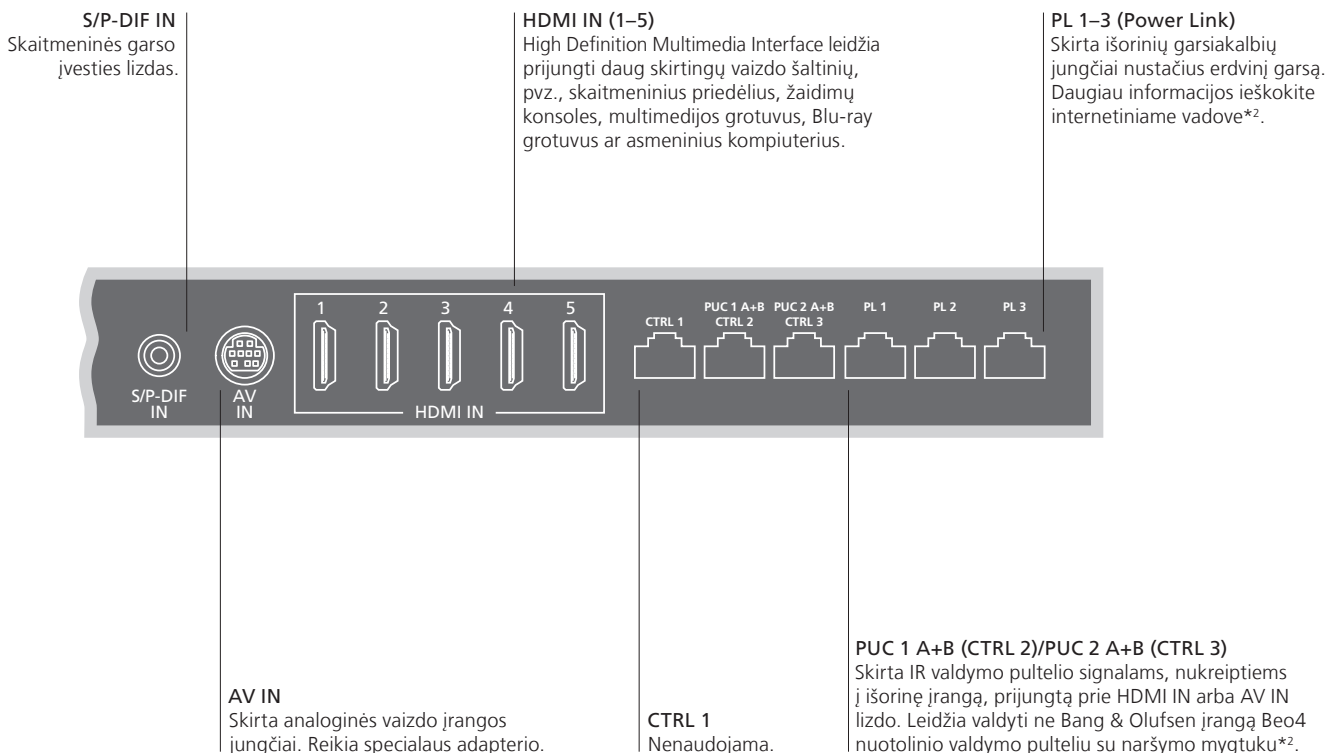 S/P-DIF IN
Skaitmeninės garso
įvesties lizdas.
HDMI IN (1–5)
High Definition Multimedia Interface leidžia
prijungti daug skirtingų vaizdo šaltinių,
pvz., skaitmeninius priedėlius, žaidimų
konsoles, multimedijos grotuvus, Blu-ray
grotuvus ar asmeninius kompiuterius.
PL 1–3 (Power Link)
Skirta išorinių garsiakalbių
jungčiai nustačius erdvinį garsą.
Daugiau informacijos ieškokite
internetiniame vadove*².
1 2 3 4 5
CTRL 1
PUC 1 A+B
CTRL 2
PUC 2 A+B
CTRL 3
PL 1
PL 2
PL 3
S/P-DIF
IN
AV
IN
HDMI IN
AV IN
Skirta analoginės vaizdo įrangos
jungčiai. Reikia specialaus adapterio.
CTRL 1
Nenaudojama.
PUC 1 A+B (CTRL 2)/PUC 2 A+B (CTRL 3)
Skirta IR valdymo pultelio signalams, nukreiptiems
į išorinę įrangą, prijungtą prie HDMI IN arba AV IN
lizdo. Leidžia valdyti ne Bang & Olufsen įrangą Beo4
nuotolinio valdymo pulteliu su naršymo mygtuku*².